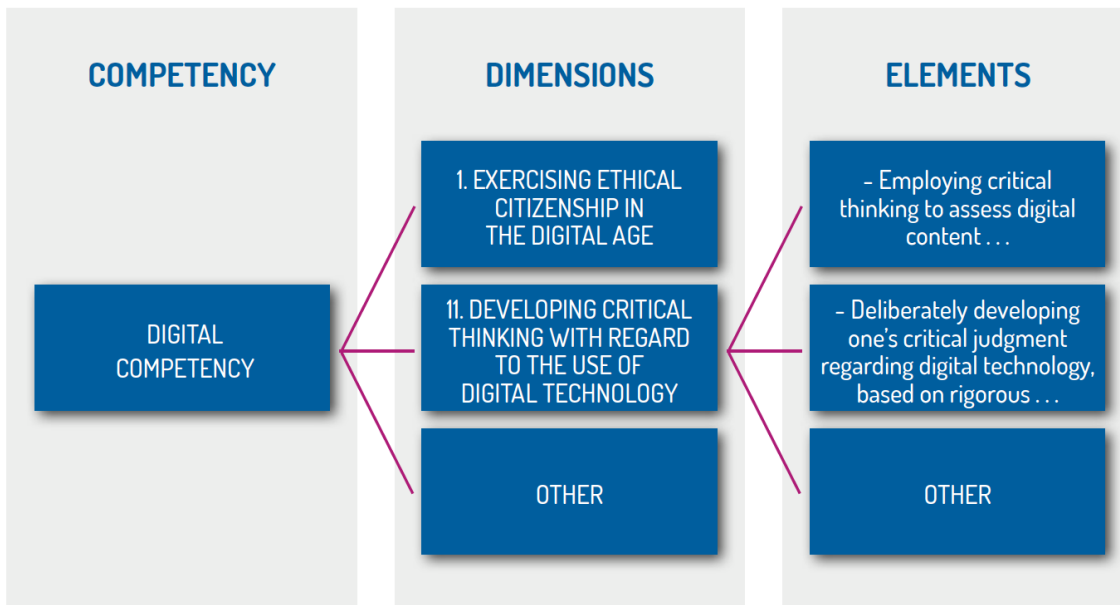 COMPETENCY
DIGITAL
COMPETENCY
DIMENSIONS
1. EXERCISING ETHICAL
CITIZENSHIP IN
THE DIGITAL AGE
11. DEVELOPING CRITICAL
THINKING WITH REGARD
TO THE USE OF
DIGITAL TECHNOLOGY
OTHER
ELEMENTS
– Employing critical
thinking to assess digital
content . . .
– Deliberately developing
one’s critical judgment
regarding digital technology,
based on rigorous . . .
OTHER